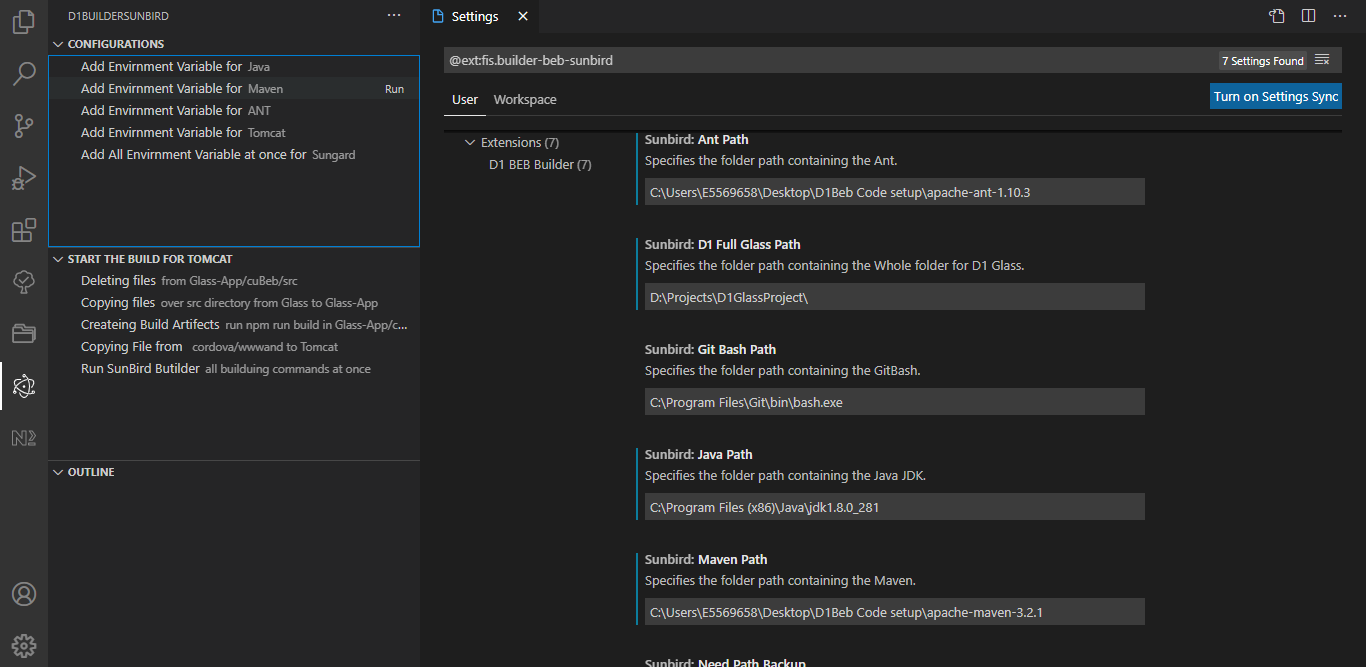 D1BUILDERSUNBIRD
CONFIGURATIONS
Add Envirnment Variable for Java
Add Envirnment Variable for Maven Run
Add Envirnment Variable for ANT
Add Envirnment Variable for Tomcat
Add All Envirnment Variable at once for Sungard
START THE BUILD FOR TOMCAT
Deleting files from Glass-App/cuBeb/src
Copying files over src directory from Glass to Glass-App
Createing Build Artifects run npm run build in Glass-App/c...
Copying File from cordova/wwwand to Tomcat
Run SunBird Butilder all builduing commands at once
OUTLINE
Settings
@ext:fis.builder-beb-sunbird 7 Settings Found
User Workspace Turn on Settings Sync
Extensions (7)
D1 BEB Builder (7)
Sunbird: Ant Path
Specifies the folder path containing the Ant.
C:\Users\E5569658\Desktop\D1Beb Code setup\apache-ant-1.10.3
Sunbird: D1 Full Glass Path
Specifies the folder path containing the Whole folder for D1 Glass.
D:\Projects\D1GlassProject\
Sunbird: Git Bash Path
Specifies the folder path containing the GitBash.
C:\Program Files\Git\bin\bash.exe
Sunbird: Java Path
Specifies the folder path containing the Java JDK.
C:\Program Files (x86)\Java\jdk1.8.0_281
Sunbird: Maven Path
Specifies the folder path containing the Maven.
C:\Users\E5569658\Desktop\D1Beb Code setup\apache-maven-3.2.1
Sunbird: Need Path Backup